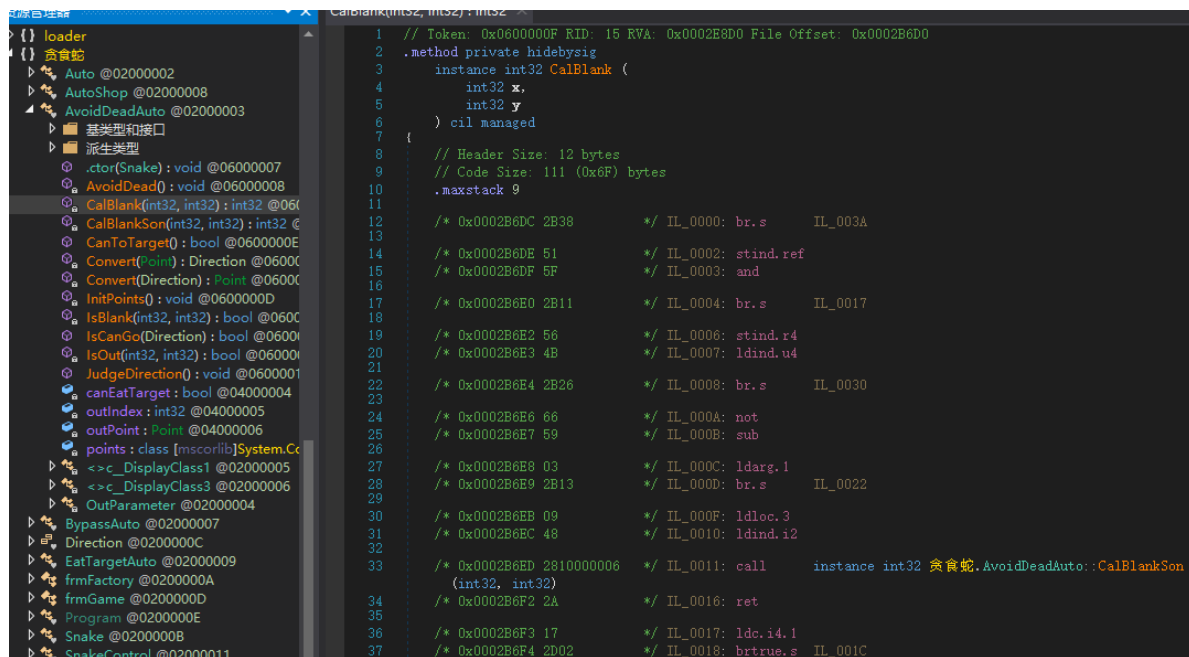 资源管理器
{} loader
{} 贪食蛇
Auto @02000002
AutoShop @02000008
AvoidDeadAuto @02000003
基类型和接口
派生类型
.ctor(Snake) : void @06000007
AvoidDead() : void @06000008
CalBlank(int32, int32) : int32 @060
CalBlankSon(int32, int32) : int32 @
CanToTarget() : bool @0600000E
Convert(Point) : Direction @06000
Convert(Direction) : Point @06000
InitPoints() : void @0600000D
IsBlank(int32, int32) : bool @0600
IsCanGo(Direction) : bool @06000
IsOut(int32, int32) : bool @06000
JudgeDirection() : void @0600001
canEatTarget : bool @04000004
outIndex : int32 @04000005
outPoint : Point @04000006
points : class [mscorlib]System.Co
<>c__DisplayClass1 @02000005
<>c__DisplayClass3 @02000006
OutParameter @02000004
BypassAuto @02000007
Direction @0200000C
EatTargetAuto @02000009
frmFactory @0200000A
frmGame @0200000D
Program @0200000E
Snake @0200000B
SnakeControl @02000011
CalBlank(int32, int32) : int32
1 // Token: 0x0600000F RID: 15 RVA: 0x0002E8D0 File Offset: 0x0002B6D0
2 .method private hidebysig
3 instance int32 CalBlank (
4 int32 x,
5 int32 y
6 ) cil managed
7 {
8 // Header Size: 12 bytes
9 // Code Size: 111 (0x6F) bytes
10 .maxstack 9
11
12 /* 0x0002B6DC 2B38 */ IL_0000: br.s IL_003A
13
14 /* 0x0002B6DE 51 */ IL_0002: stind.ref
15 /* 0x0002B6DF 5F */ IL_0003: and
16
17 /* 0x0002B6E0 2B11 */ IL_0004: br.s IL_0017
18
19 /* 0x0002B6E2 56 */ IL_0006: stind.r4
20 /* 0x0002B6E3 4B */ IL_0007: ldind.u4
21
22 /* 0x0002B6E4 2B26 */ IL_0008: br.s IL_0030
23
24 /* 0x0002B6E6 66 */ IL_000A: not
25 /* 0x0002B6E7 59 */ IL_000B: sub
26
27 /* 0x0002B6E8 03 */ IL_000C: ldarg.1
28 /* 0x0002B6E9 2B13 */ IL_000D: br.s IL_0022
29
30 /* 0x0002B6EB 09 */ IL_000F: ldloc.3
31 /* 0x0002B6EC 48 */ IL_0010: ldind.i2
32
33 /* 0x0002B6ED 2810000006 */ IL_0011: call instance int32 贪食蛇.AvoidDeadAuto::CalBlankSon
(int32, int32)
34 /* 0x0002B6F2 2A */ IL_0016: ret
35
36 /* 0x0002B6F3 17 */ IL_0017: ldc.i4.1
37 /* 0x0002B6F4 2D02 */ IL_0018: brtrue.s IL_001C